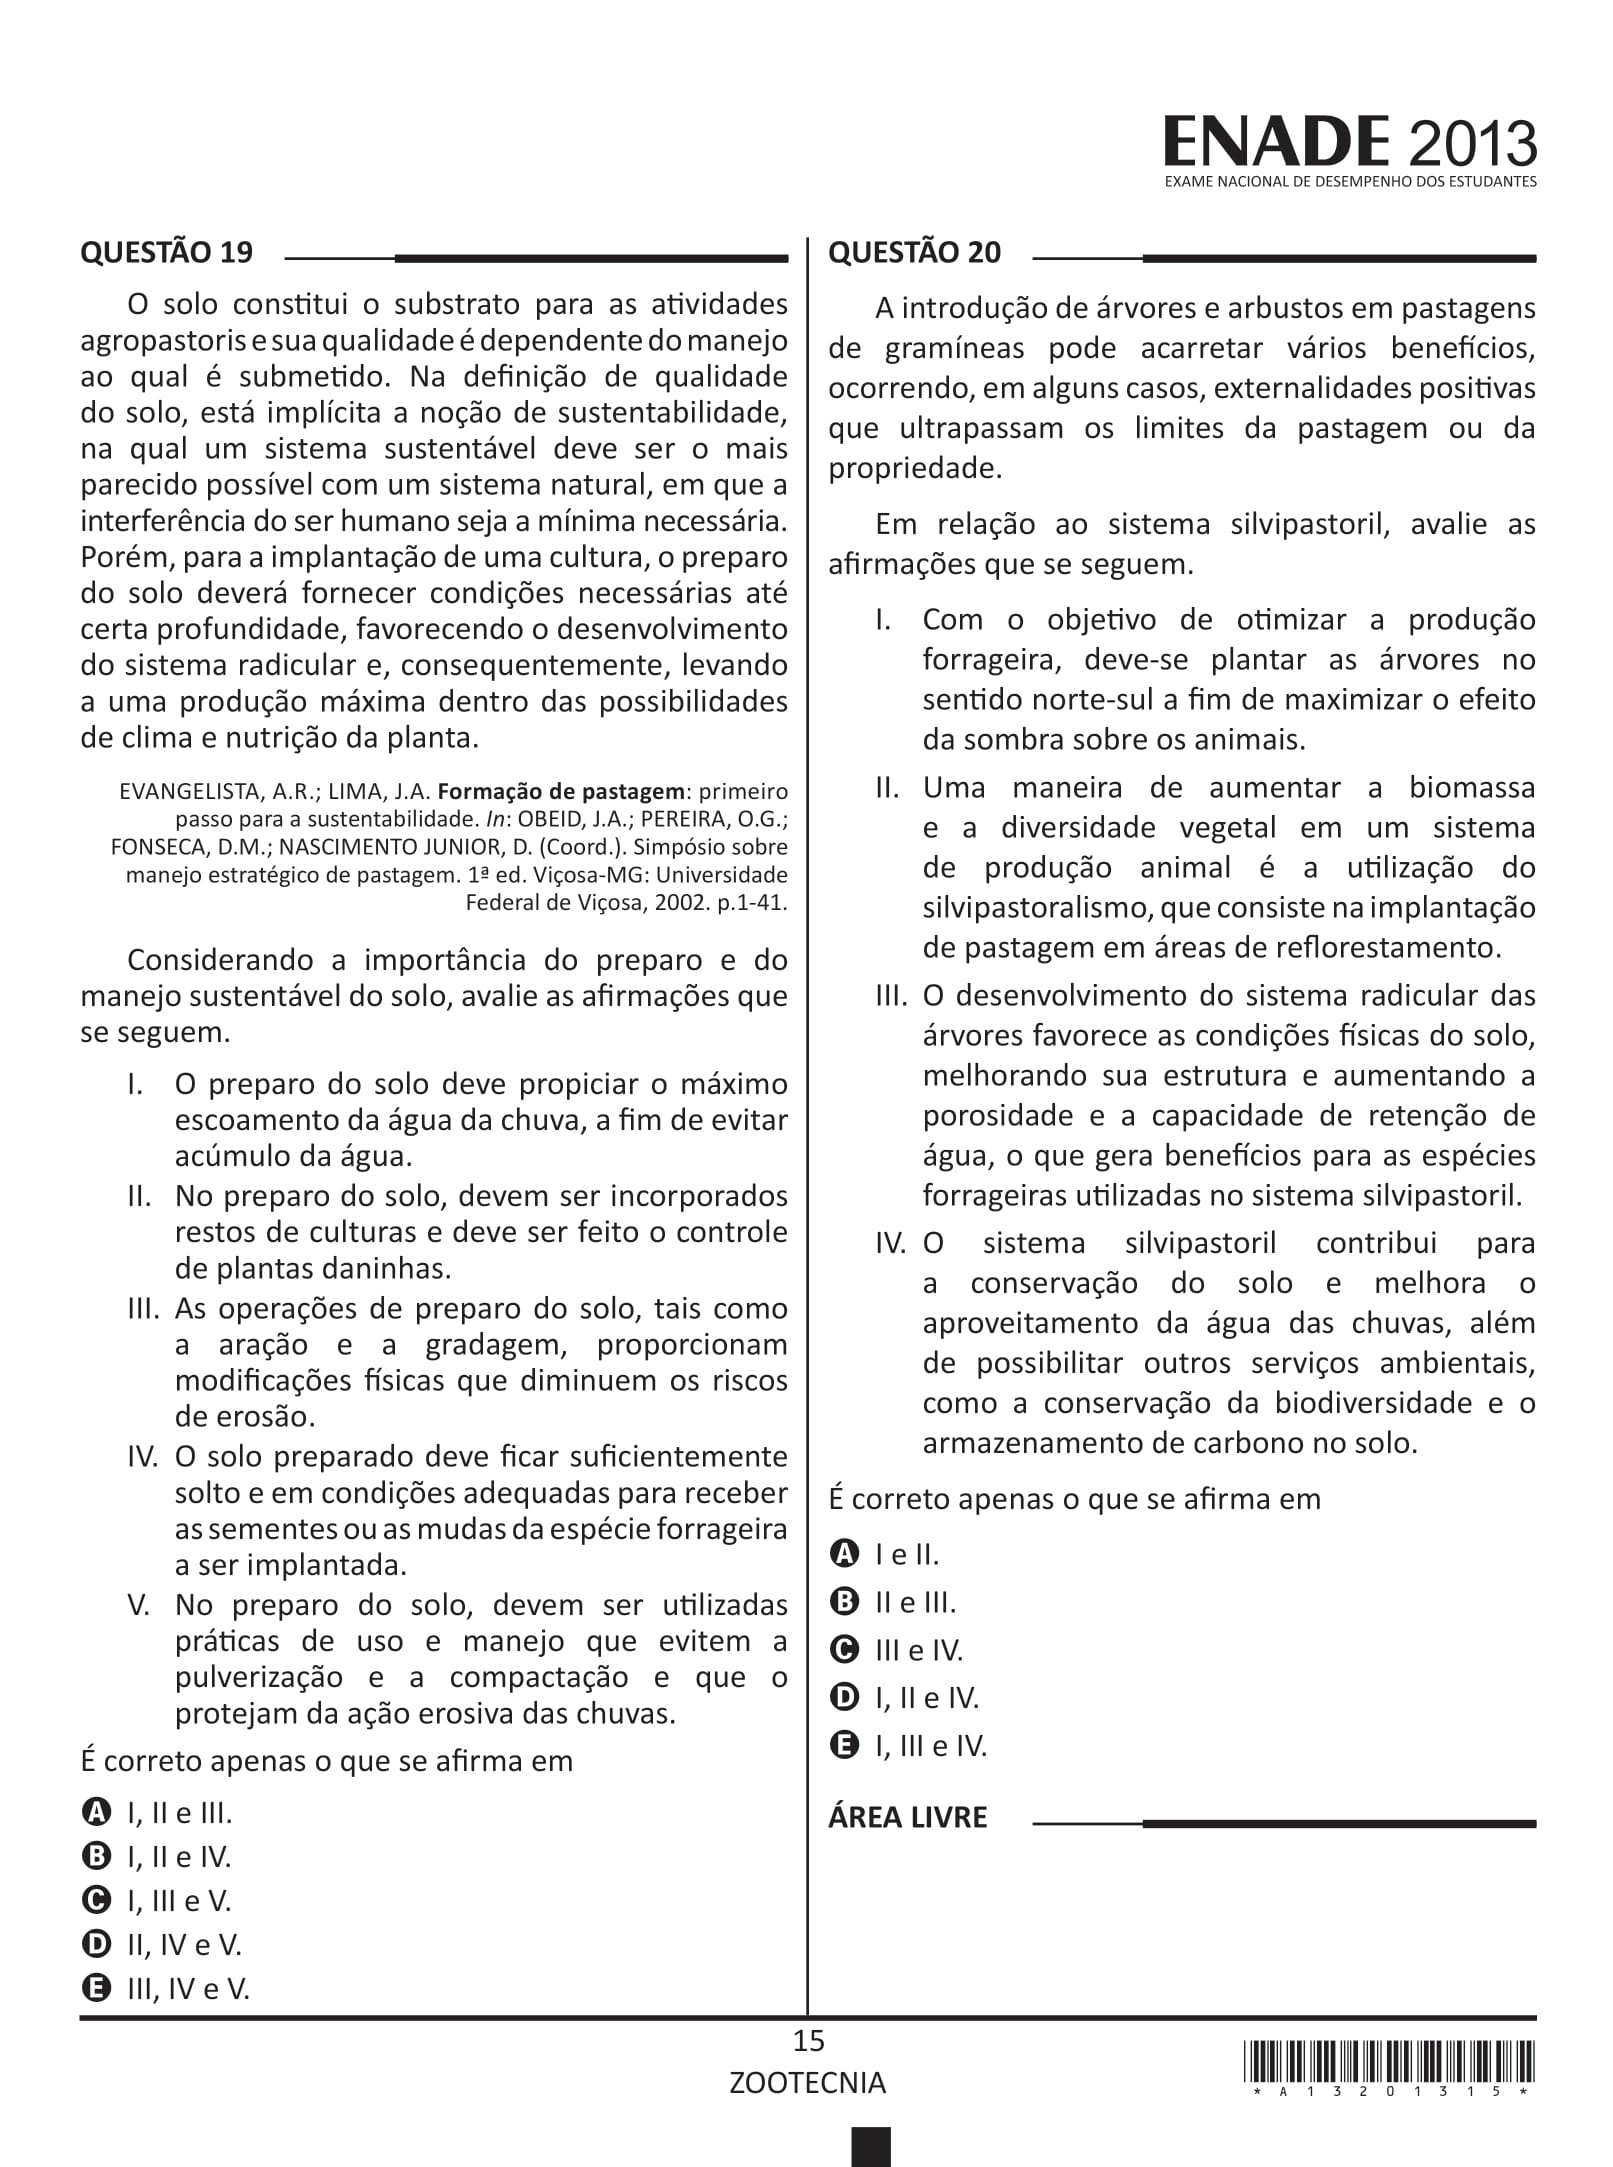 ENADE 2013
EXAME NACIONAL DE DESEMPENHO DOS ESTUDANTES
QUESTÃO 19
O solo constitui o substrato para as atividades
agropastoris e sua qualidade é dependente do manejo
ao qual é submetido. Na definição de qualidade
do solo, está implícita a noção de sustentabilidade,
na qual um sistema sustentável deve ser o mais
parecido possível com um sistema natural, em que a
interferência do ser humano seja a mínima necessária.
Porém, para a implantação de uma cultura, o preparo
do solo deverá fornecer condições necessárias até
certa profundidade, favorecendo o desenvolvimento
do sistema radicular e, consequentemente, levando
a uma produção máxima dentro das possibilidades
de clima e nutrição da planta.
EVANGELISTA, A.R.; LIMA, J.A. Formação de pastagem: primeiro
passo para a sustentabilidade. In: OBEID, J.A.; PEREIRA, O.G.;
FONSECA, D.M.; NASCIMENTO JUNIOR, D. (Coord.). Simpósio sobre
manejo estratégico de pastagem. 1ª ed. Viçosa-MG: Universidade
Federal de Viçosa, 2002. p.1-41.
Considerando a importância do preparo e do
manejo sustentável do solo, avalie as afirmações que
se seguem.
I. O preparo do solo deve propiciar o máximo
escoamento da água da chuva, a fim de evitar
acúmulo da água.
II. No preparo do solo, devem ser incorporados
restos de culturas e deve ser feito o controle
de plantas daninhas.
III. As operações de preparo do solo, tais como
a aração e a gradagem, proporcionam
modificações físicas que diminuem os riscos
de erosão.
IV. O solo preparado deve ficar suficientemente
solto e em condições adequadas para receber
as sementes ou as mudas da espécie forrageira
a ser implantada.
V. No preparo do solo, devem ser utilizadas
práticas de uso e manejo que evitem a
pulverização e a compactação e que o
protejam da ação erosiva das chuvas.
É correto apenas o que se afirma em
A I, II e III.
B I, II e IV.
C I, III e V.
D II, IV e V.
E III, IV e V.
QUESTÃO 20
A introdução de árvores e arbustos em pastagens
de gramíneas pode acarretar vários benefícios,
ocorrendo, em alguns casos, externalidades positivas
que ultrapassam os limites da pastagem ou da
propriedade.
Em relação ao sistema silvipastoril, avalie as
afirmações que se seguem.
I. Com o objetivo de otimizar a produção
forrageira, deve-se plantar as árvores no
sentido norte-sul a fim de maximizar o efeito
da sombra sobre os animais.
II. Uma maneira de aumentar a biomassa
e a diversidade vegetal em um sistema
de produção animal é a utilização do
silvipastoralismo, que consiste na implantação
de pastagem em áreas de reflorestamento.
III. O desenvolvimento do sistema radicular das
árvores favorece as condições físicas do solo,
melhorando sua estrutura e aumentando a
porosidade e a capacidade de retenção de
água, o que gera benefícios para as espécies
forrageiras utilizadas no sistema silvipastoril.
IV. O sistema silvipastoril contribui para
a conservação do solo e melhora o
aproveitamento da água das chuvas, além
de possibilitar outros serviços ambientais,
como a conservação da biodiversidade e o
armazenamento de carbono no solo.
É correto apenas o que se afirma em
A I e II.
B II e III.
C III e IV.
D I, II e IV.
E I, III e IV.
ÁREA LIVRE
15
ZOOTECNIA
* A 1 3 2 0 1 3 1 5 *